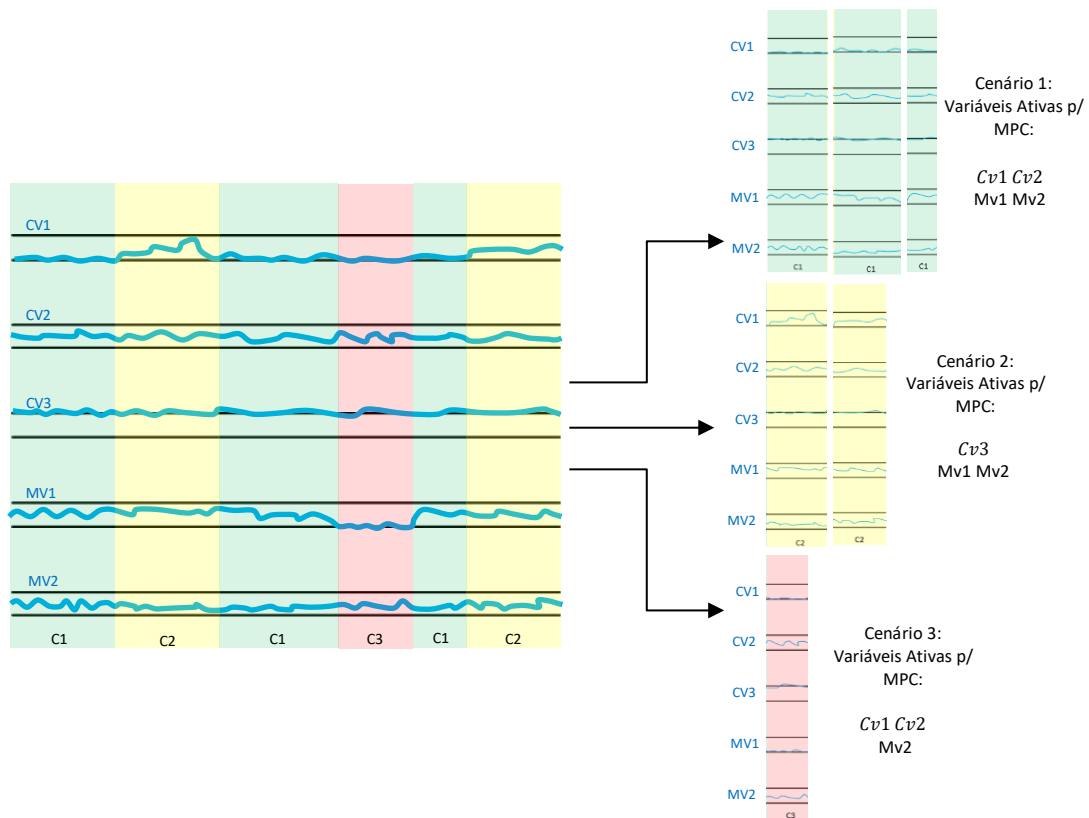 CV1
CV2
CV3
MV1
MV2
C1
C2
C1
C3
C1
C2
CV1
CV2
CV3
MV1
MV2
C1
C1
C1
Cenário 1:
Variáveis Ativas p/
MPC:
Cv1 Cv2
Mv1 Mv2
CV1
CV2
CV3
MV1
MV2
C2
C2
Cenário 2:
Variáveis Ativas p/
MPC:
Cv3
Mv1 Mv2
CV1
CV2
CV3
MV1
MV2
C3
Cenário 3:
Variáveis Ativas p/
MPC:
Cv1 Cv2
Mv2